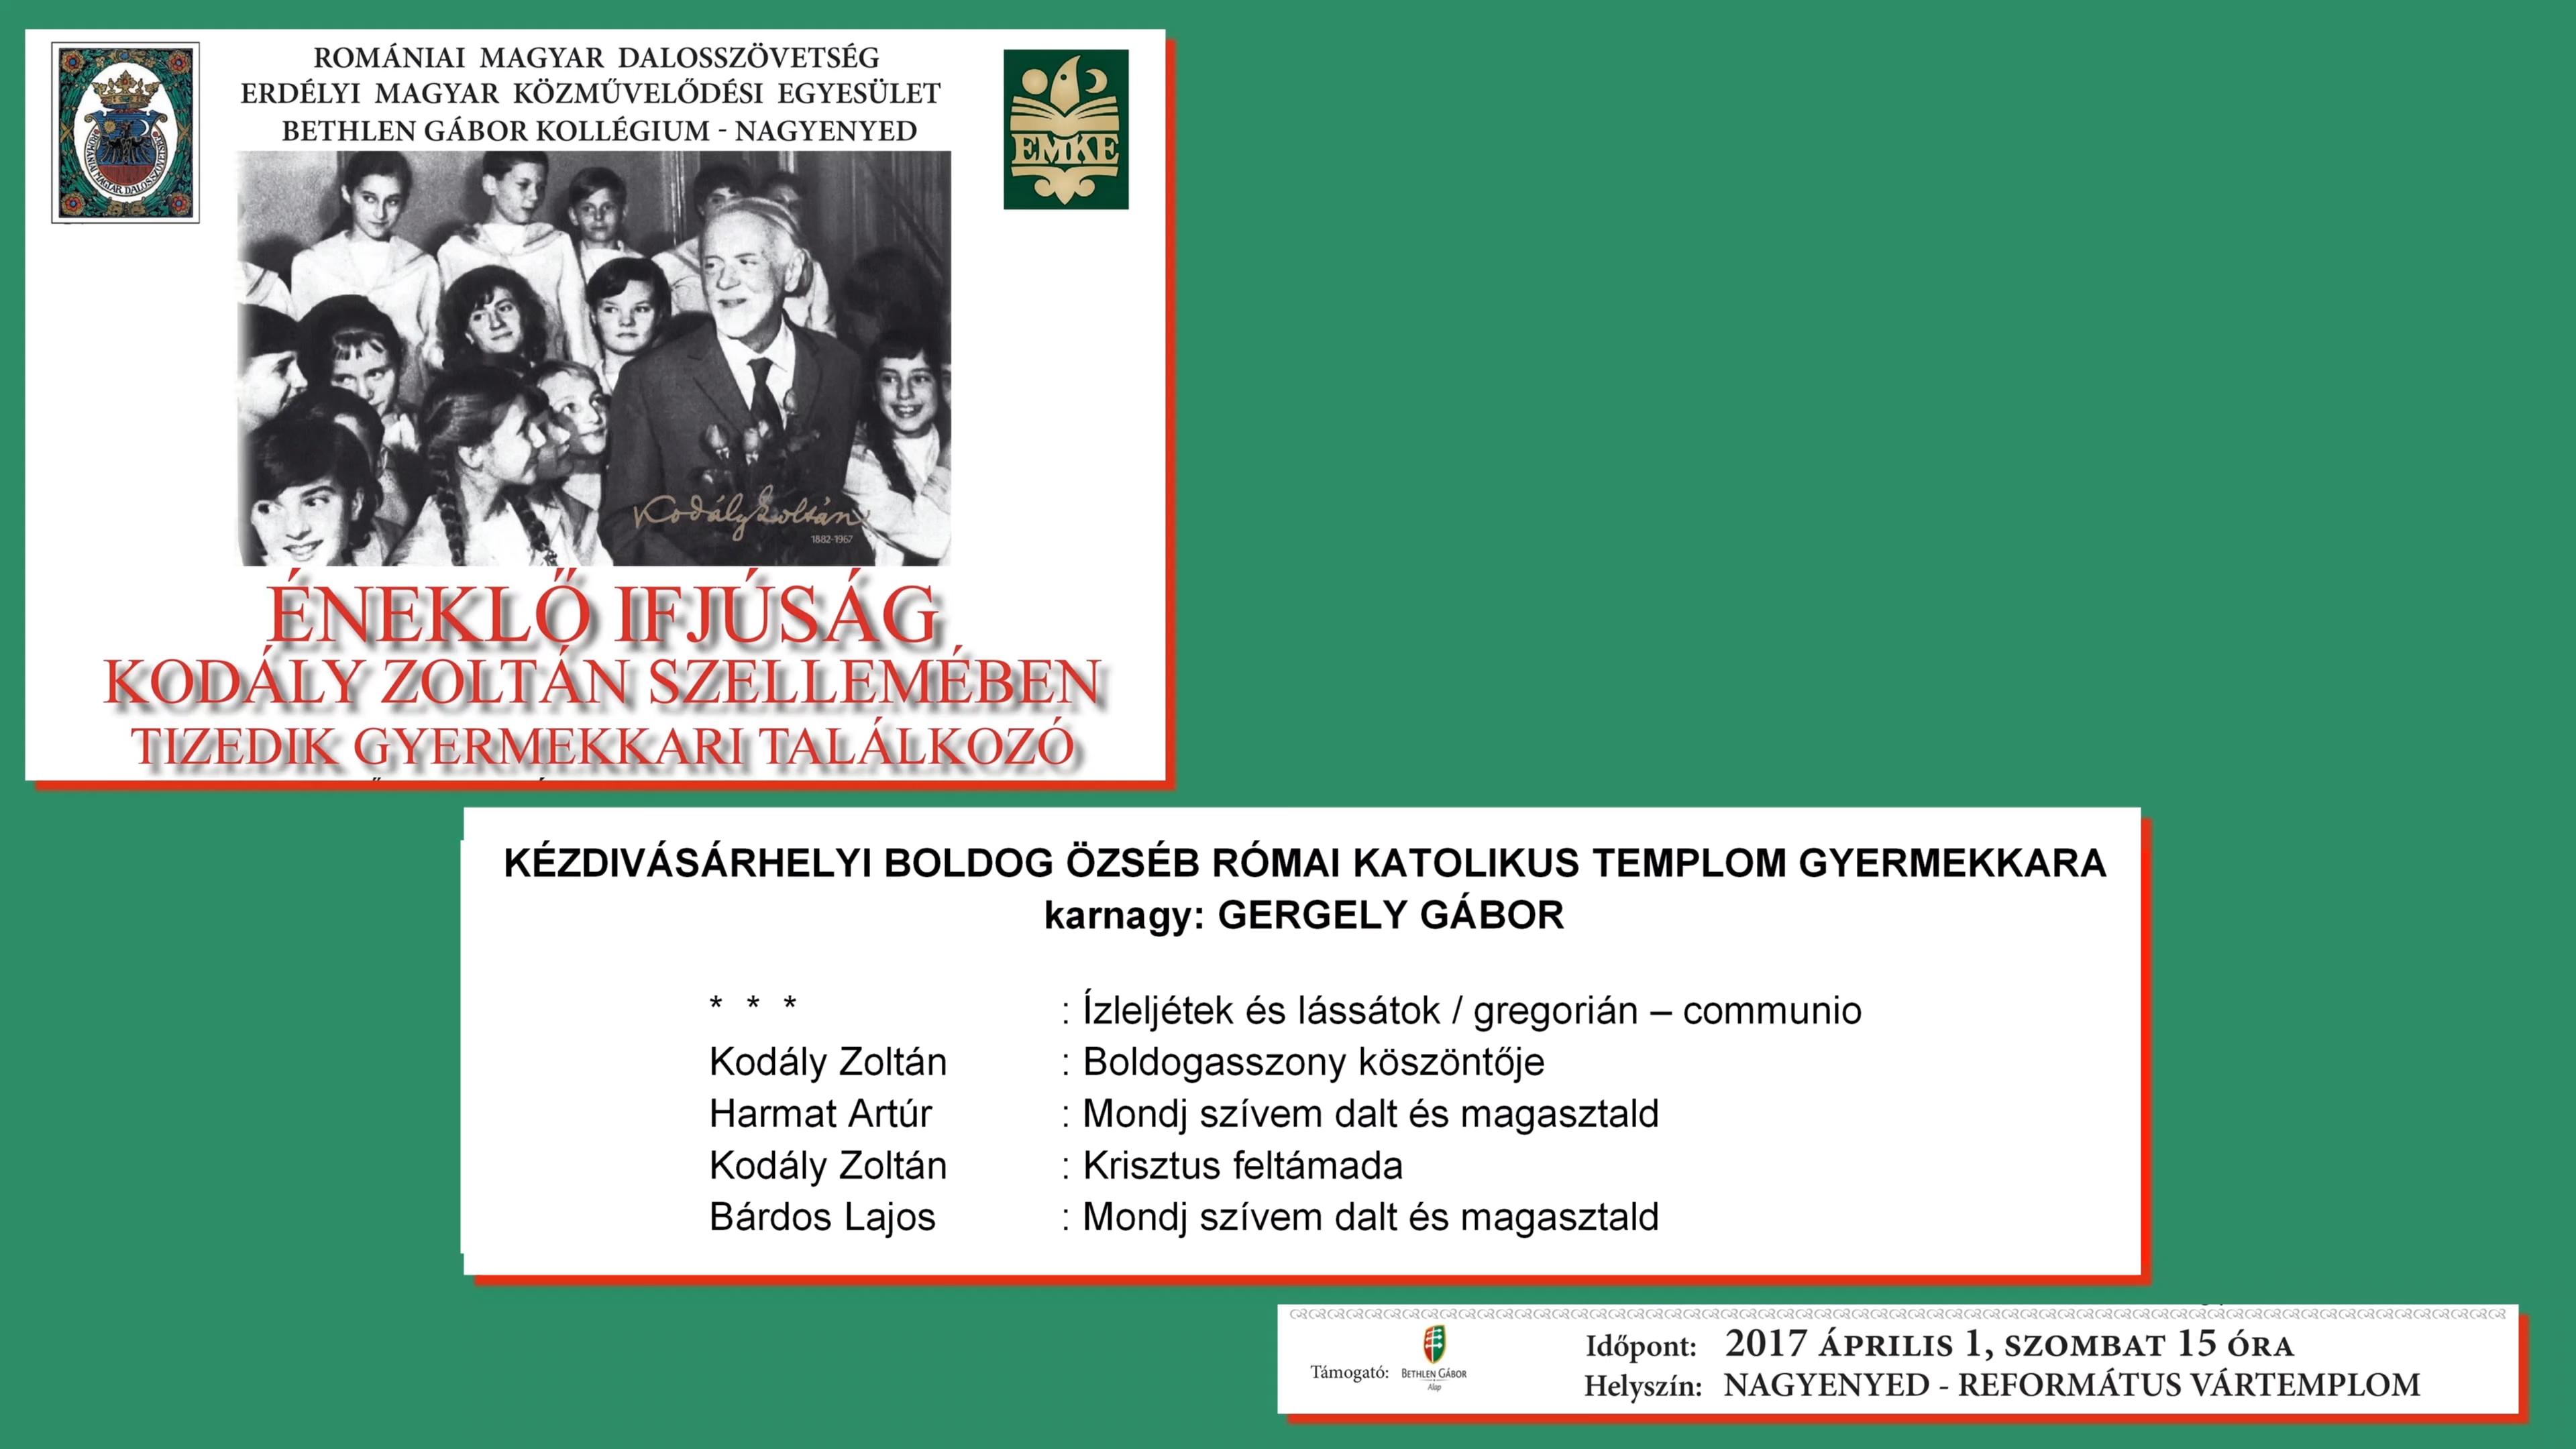 ROMÁNIAI MAGYAR DALOSSZÖVETSÉG
ERDÉLYI MAGYAR KÖZMŰVELŐDÉSI EGYESÜLET
BETHLEN GÁBOR KOLLÉGIUM - NAGYENYED
ROMÁNIAI MAGYAR DALOSSZÖVETSÉG
EMKE
Kodály Zoltán
1882-1967
ÉNEKLŐ IFJÚSÁG
KODÁLY ZOLTÁN SZELLEMÉBEN
TIZEDIK GYERMEKKARI TALÁLKOZÓ
KÉZDIVÁSÁRHELYI BOLDOG ÖZSÉB RÓMAI KATOLIKUS TEMPLOM GYERMEKKARA
karnagy: GERGELY GÁBOR
* * * : Ízleljétek és lássátok / gregorián – communio
Kodály Zoltán : Boldogasszony köszöntője
Harmat Artúr : Mondj szívem dalt és magasztald
Kodály Zoltán : Krisztus feltámada
Bárdos Lajos : Mondj szívem dalt és magasztald
Időpont: 2017 ÁPRILIS 1, SZOMBAT 15 ÓRA
Támogató: BETHLEN GÁBOR
Alap
Helyszín: NAGYENYED - REFORMÁTUS VÁRTEMPLOM